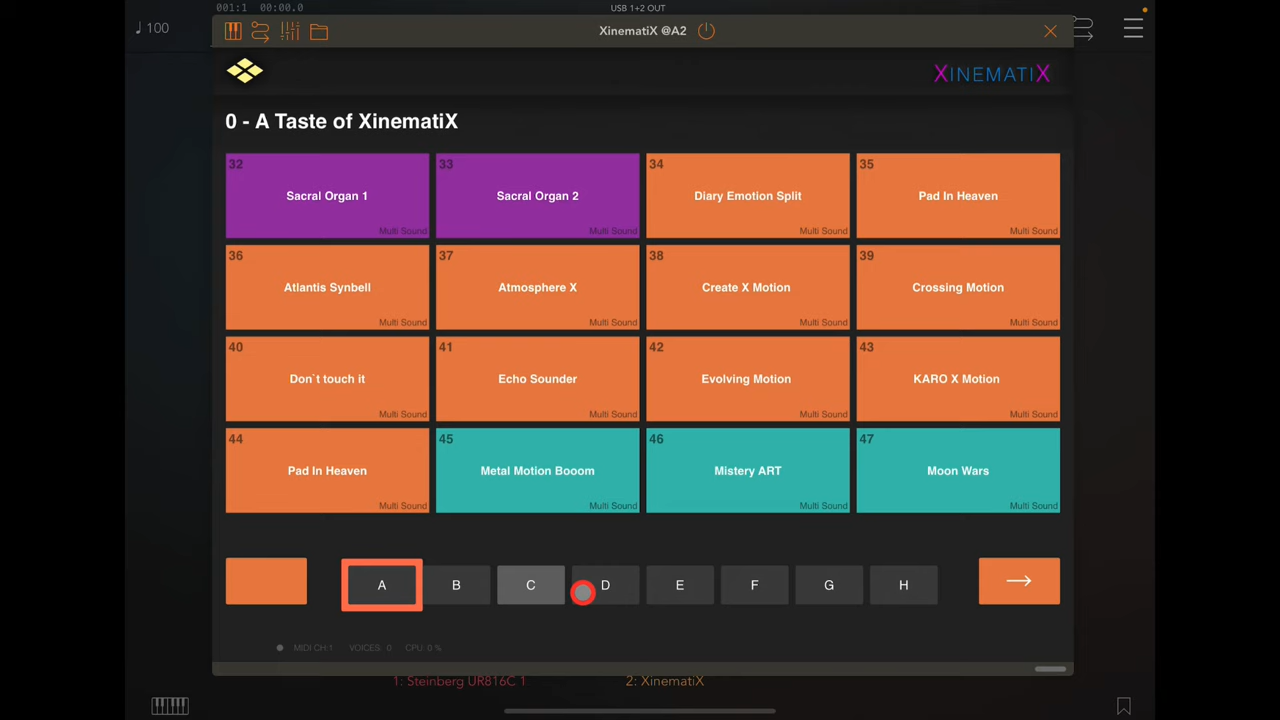 001:1 00:00.0
USB 1+2 OUT
♩ 100
XinematiX @A2
XINEMATIX
0 - A Taste of XinematiX
32
33
34
35
Sacral Organ 1
Sacral Organ 2
Diary Emotion Split
Pad In Heaven
Multi Sound
Multi Sound
Multi Sound
Multi Sound
36
37
38
39
Atlantis Synbell
Atmosphere X
Create X Motion
Crossing Motion
Multi Sound
Multi Sound
Multi Sound
Multi Sound
40
41
42
43
Don`t touch it
Echo Sounder
Evolving Motion
KARO X Motion
Multi Sound
Multi Sound
Multi Sound
Multi Sound
44
45
46
47
Pad In Heaven
Metal Motion Booom
Mistery ART
Moon Wars
Multi Sound
Multi Sound
Multi Sound
Multi Sound
A
B
C
D
E
F
G
H
MIDI CH:1 VOICES: 0 CPU: 0 %
1: Steinberg UR816C 1
2: XinematiX